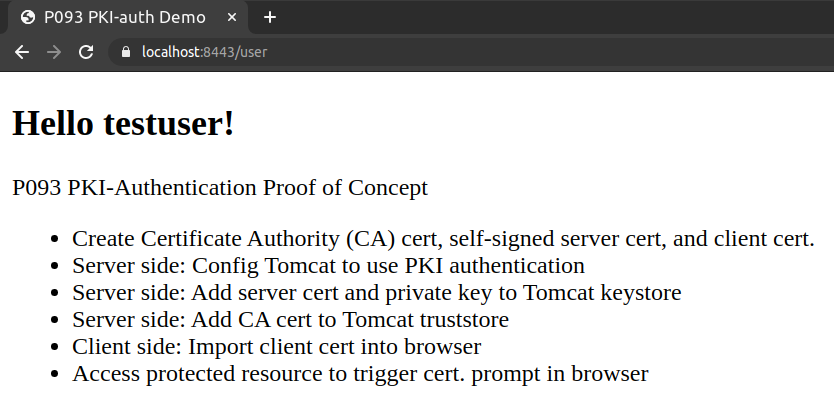 P093 PKI-auth Demo
localhost:8443/user
Hello testuser!
P093 PKI-Authentication Proof of Concept
• Create Certificate Authority (CA) cert, self-signed server cert, and client cert.
• Server side: Config Tomcat to use PKI authentication
• Server side: Add server cert and private key to Tomcat keystore
• Server side: Add CA cert to Tomcat truststore
• Client side: Import client cert into browser
• Access protected resource to trigger cert. prompt in browser